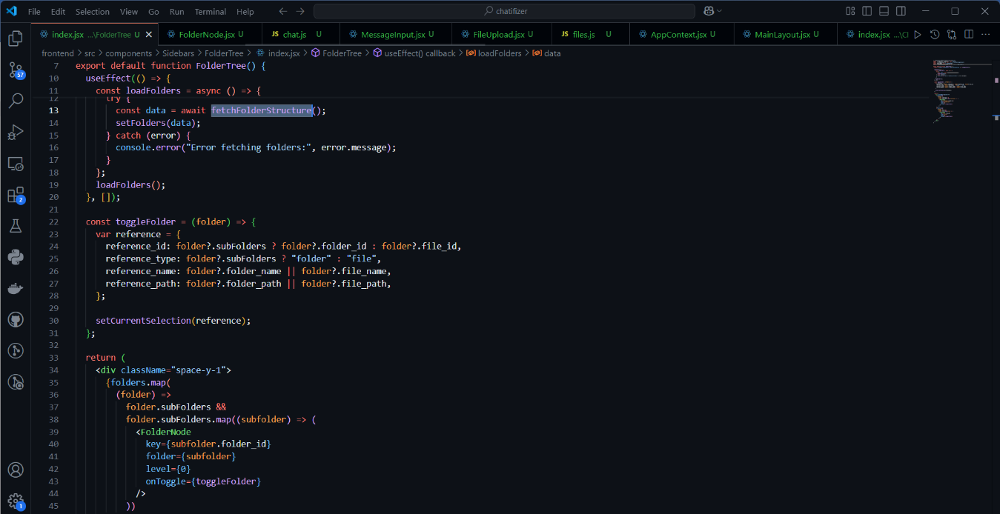 File Edit Selection View Go Run Terminal Help chatifizer
index.jsx ...\FolderTree U FolderNode.jsx U JS chat.js U MessageInput.jsx U FileUpload.jsx U JS files.js U AppContext.jsx U MainLayout.jsx U index.jsx ...\Cl
frontend > src > components > Sidebars > FolderTree > index.jsx > FolderTree > useEffect() callback > loadFolders > data
7 export default function FolderTree() {
10 useEffect(() => {
11 const loadFolders = async () => {
12 try {
13 const data = await fetchFolderStructure();
14 setFolders(data);
15 } catch (error) {
16 console.error("Error fetching folders:", error.message);
17 }
18 };
19 loadFolders();
20 }, []);
21
22 const toggleFolder = (folder) => {
23 var reference = {
24 reference_id: folder?.subFolders ? folder?.folder_id : folder?.file_id,
25 reference_type: folder?.subFolders ? "folder" : "file",
26 reference_name: folder?.folder_name || folder?.file_name,
27 reference_path: folder?.folder_path || folder?.file_path,
28 };
29
30 setCurrentSelection(reference);
31 };
32
33 return (
34 <div className="space-y-1">
35 {folders.map(
36 (folder) =>
37 folder.subFolders &&
38 folder.subFolders.map((subfolder) => (
39 <FolderNode
40 key={subfolder.folder_id}
41 folder={subfolder}
42 level={0}
43 onToggle={toggleFolder}
44 />
45 ))
57
2
1